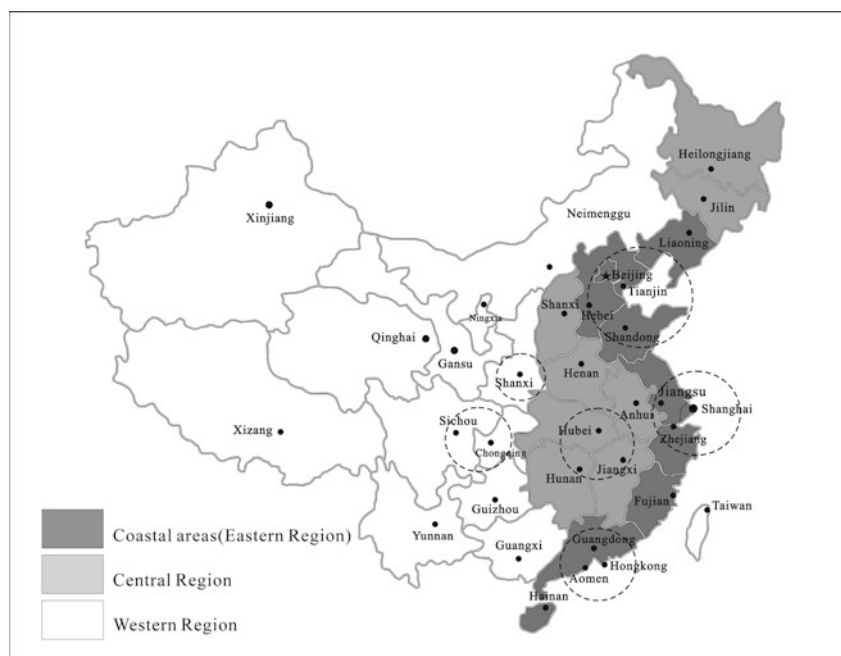 Heilongjiang
Jilin
Xinjiang
Neimenggu
Liaoning
Beijing
Tianjin
Ningxia
Shanxi
Hebei
Shandong
Qinghai
Gansu
Shanxi
Henan
Jiangsu
Anhui
Shanghai
Xizang
Sichou
Hubei
Zhejiang
Chongqing
Jiangxi
Hunan
Guizhou
Fujian
Taiwan
Coastal areas(Eastern Region)
Yunnan
Guangxi
Guangdong
Hongkong
Aomen
Central Region
Hainan
Western Region